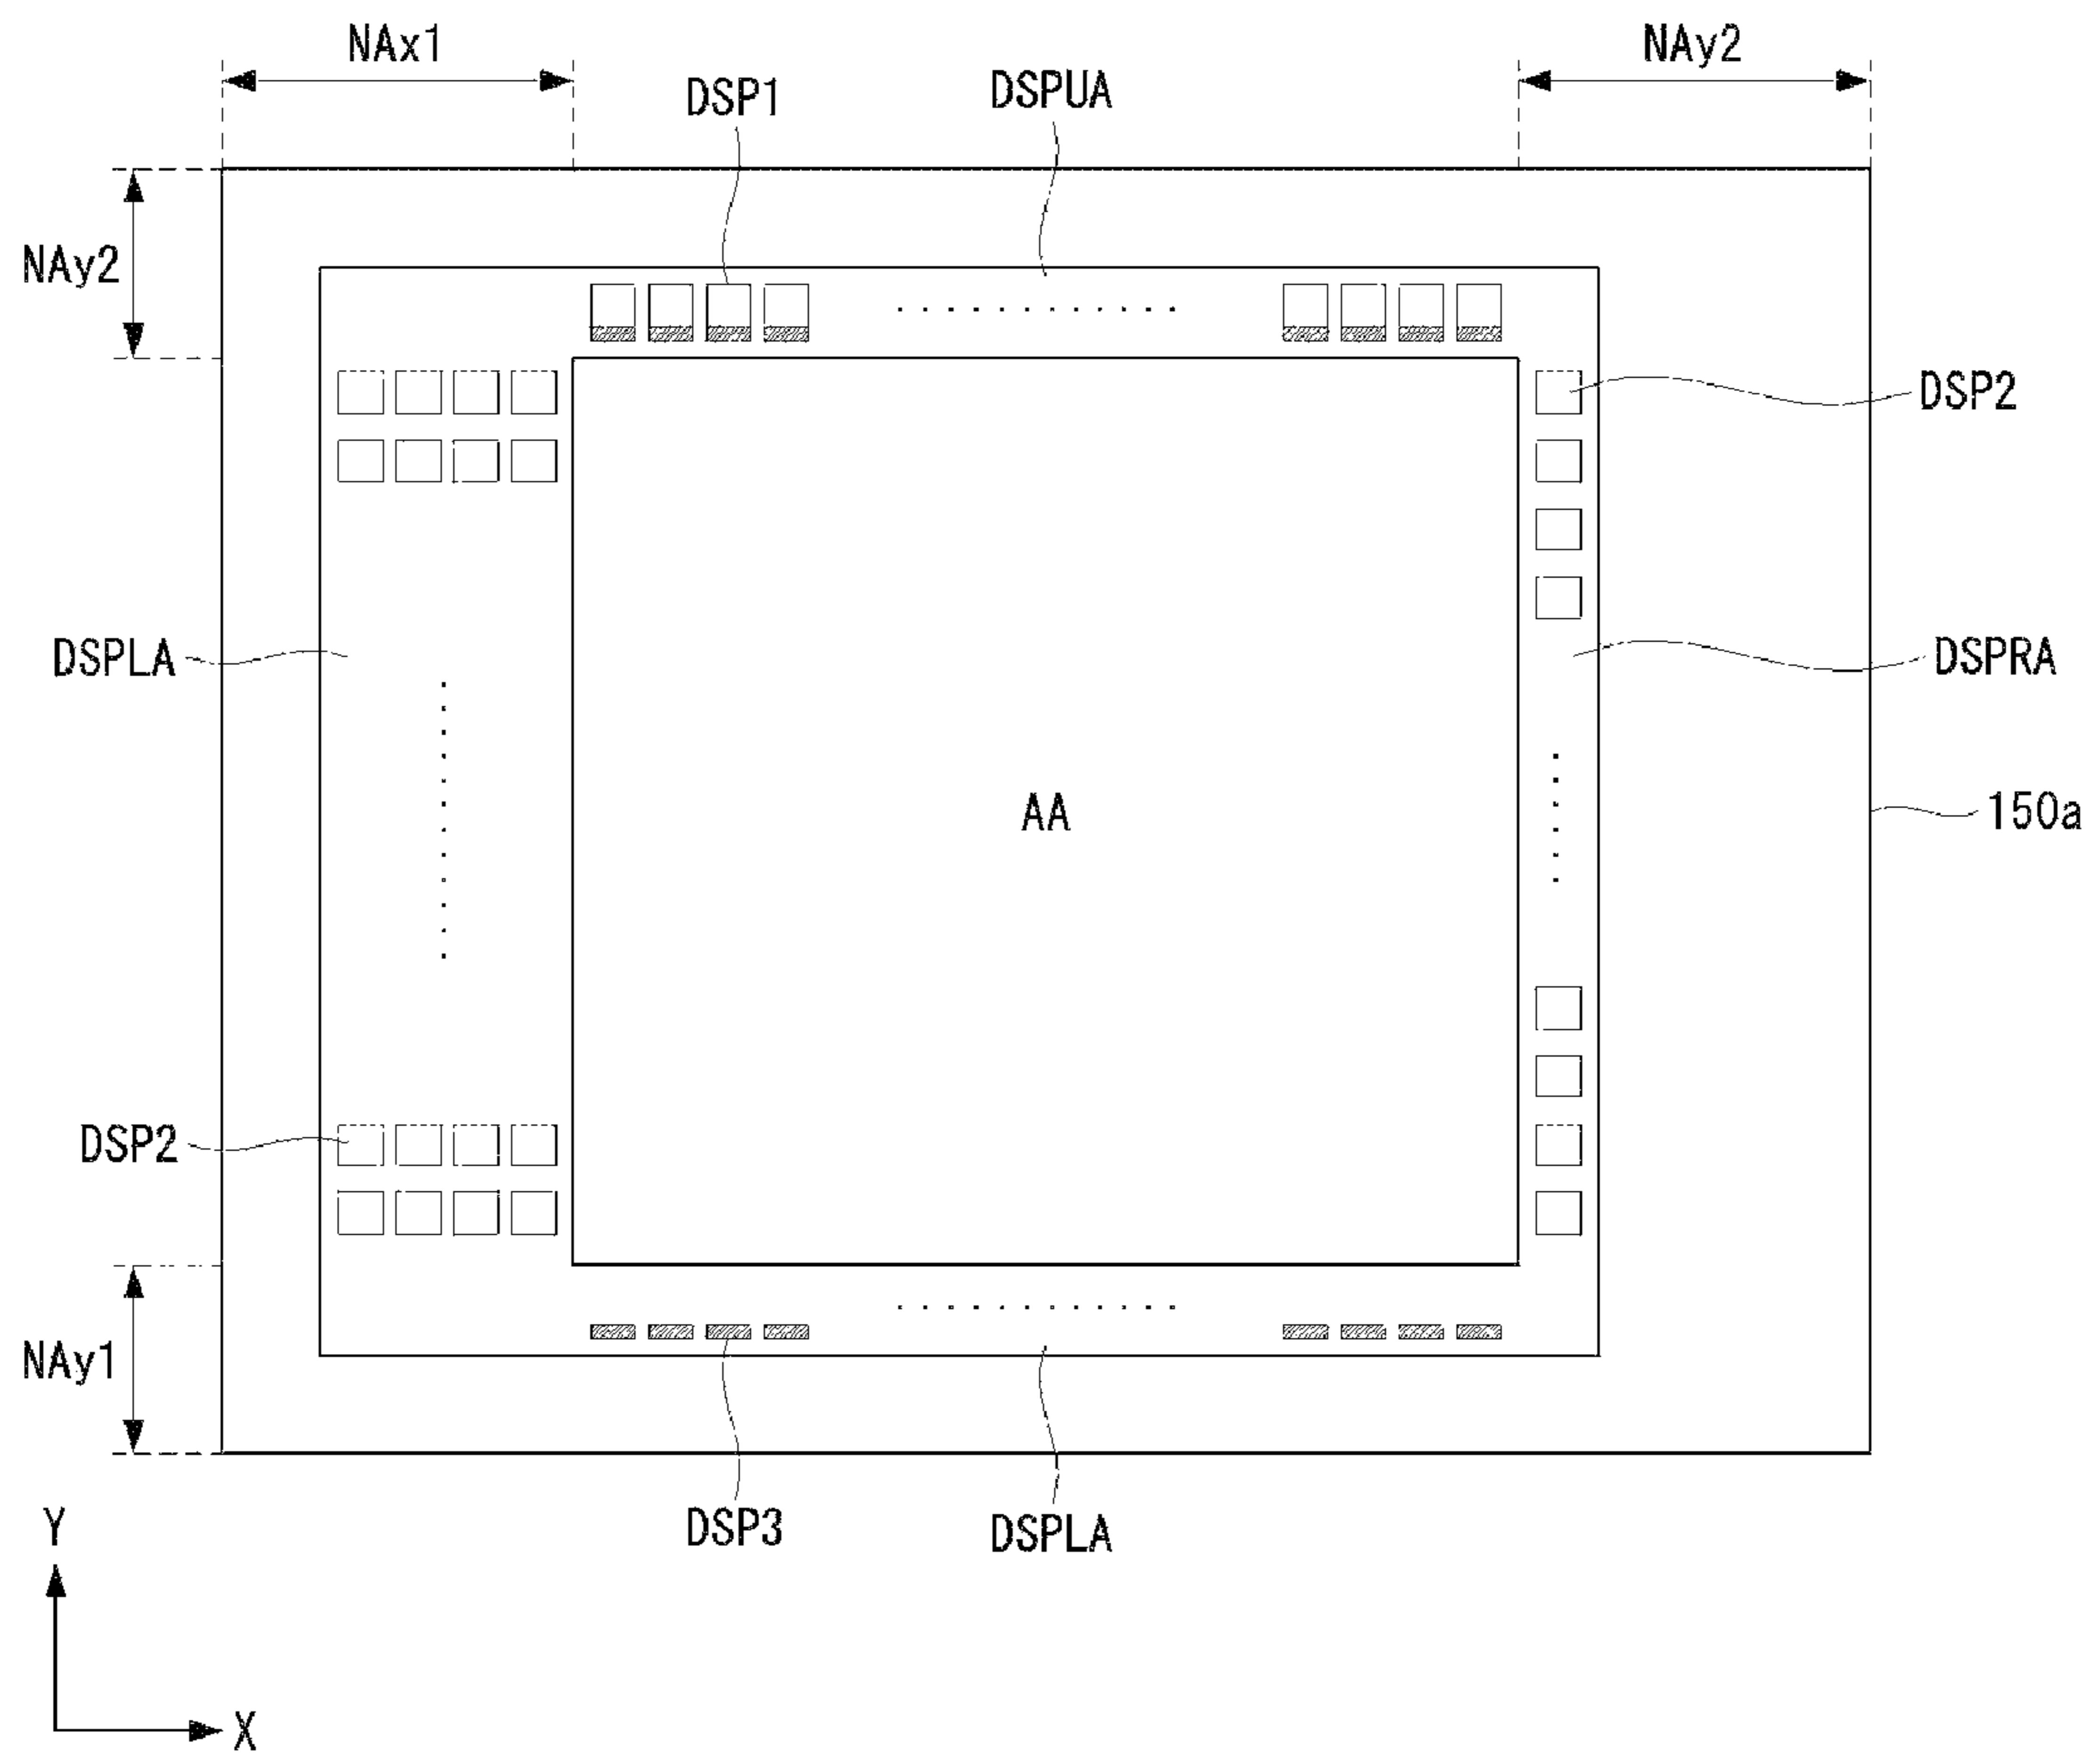 NAx1
NAy2
DSP1
DSPUA
NAy2
DSP2
DSPLA
DSPRA
AA
150a
DSP2
NAy1
DSP3
DSPLA
Y
X